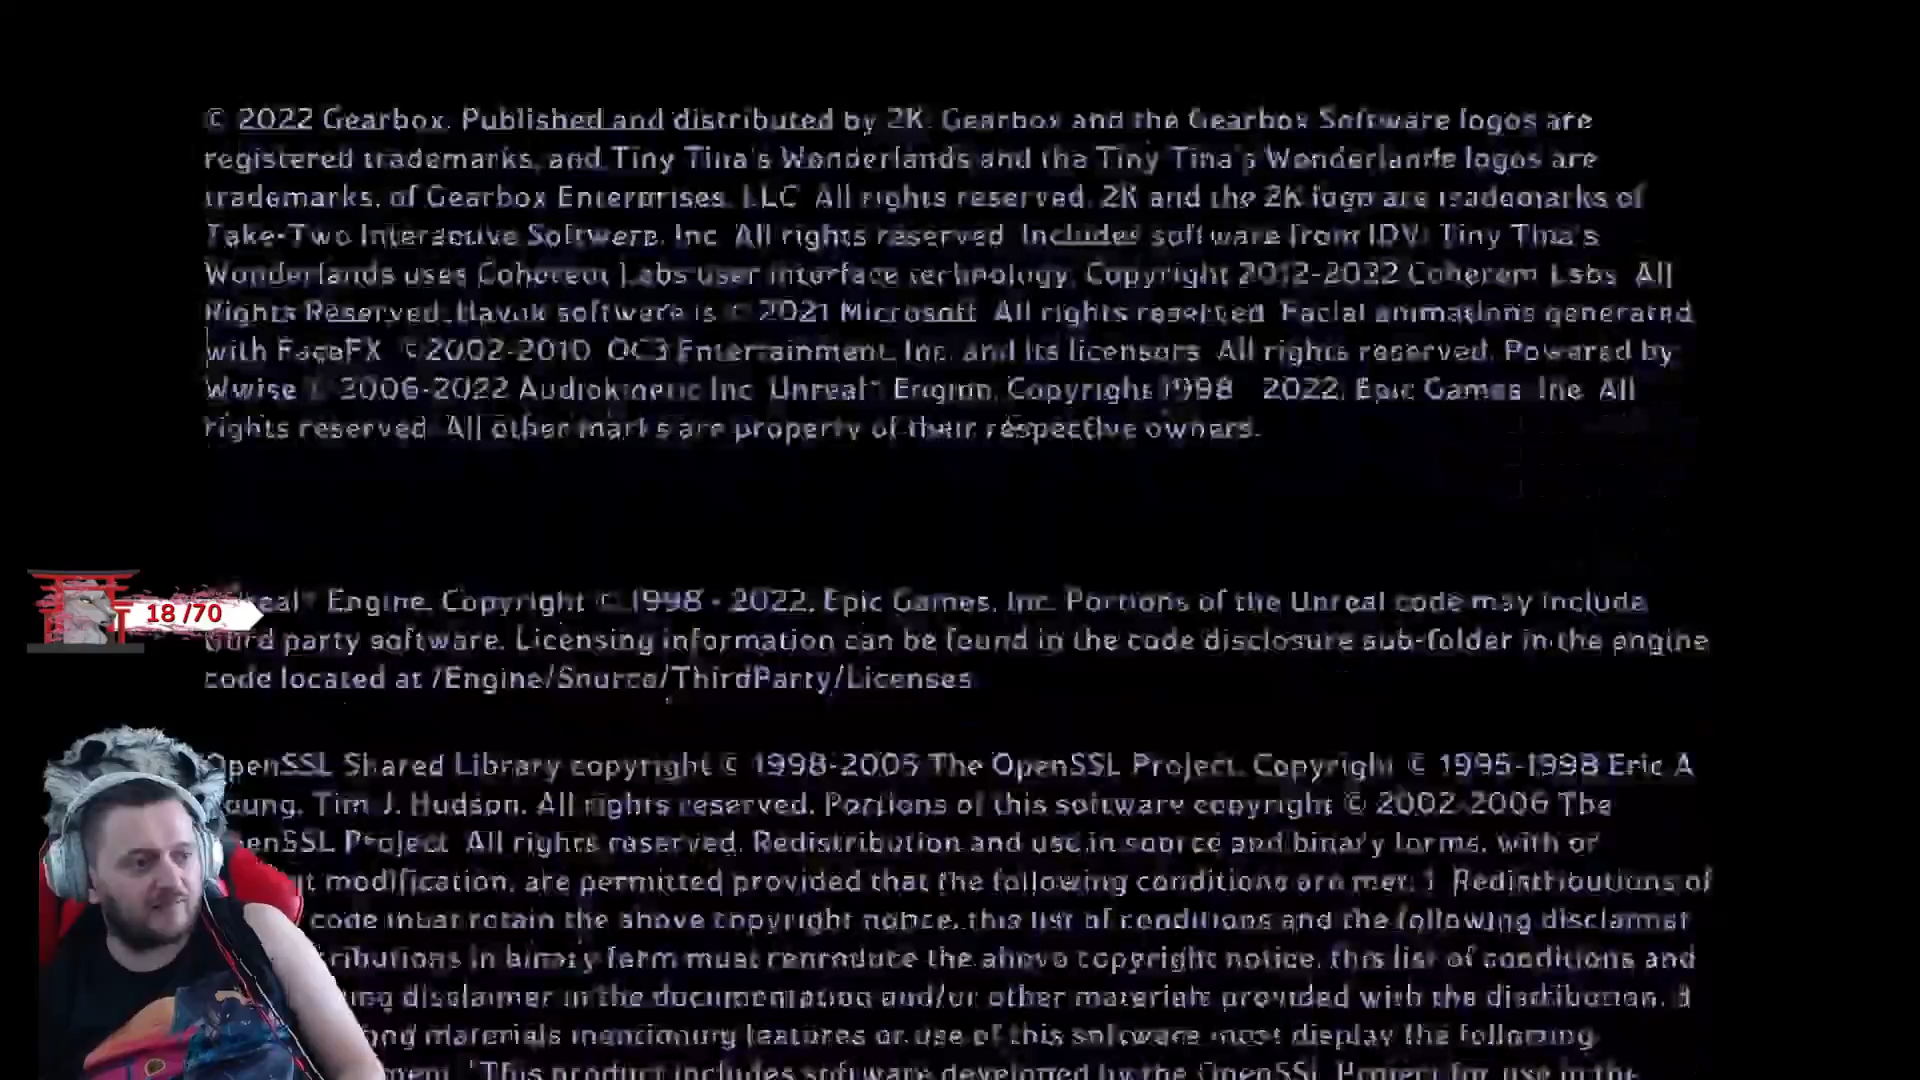 © 2022 Gearbox. Published and distributed by 2K. Gearbox and the Gearbox Software logos are
registered trademarks, and Tiny Tina's Wonderlands and the Tiny Tina's Wonderlands logos are
trademarks, of Gearbox Enterprises, LLC. All rights reserved. 2K and the 2K logo are trademarks of
Take-Two Interactive Software, Inc. All rights reserved. Includes software from IDV. Tiny Tina's
Wonderlands uses Coherent Labs user interface technology, Copyright 2012-2022 Coherent Labs. All
Rights Reserved. Havok software is © 2021 Microsoft. All rights reserved. Facial animations generated
with FaceFX. © 2002-2010, OC3 Entertainment, Inc. and its licensors. All rights reserved. Powered by
Wwise © 2006-2022 Audiokinetic Inc. Unreal® Engine, Copyright 1998 - 2022, Epic Games, Inc. All
rights reserved. All other marks are property of their respective owners.
18 /70
Engine, Copyright © 1998 - 2022, Epic Games, Inc. Portions of the Unreal code may include
third party software. Licensing information can be found in the code disclosure sub-folder in the engine
code located at /Engine/Source/ThirdParty/Licenses
OpenSSL Shared Library copyright © 1998-2005 The OpenSSL Project. Copyright © 1995-1998 Eric A
Young, Tim J. Hudson. All rights reserved. Portions of this software copyright © 2002-2006 The
OpenSSL Project. All rights reserved. Redistribution and use in source and binary forms, with or
modification, are permitted provided that the following conditions are met: 1. Redistributions of
code must retain the above copyright notice, this list of conditions and the following disclaimer.
in binary form must reproduce the above copyright notice, this list of conditions and
disclaimer in the documentation and/or other materials provided with the distribution. 3
materials mentioning features or use of this software must display the following
"This product includes software developed by the OpenSSL Project for use in the